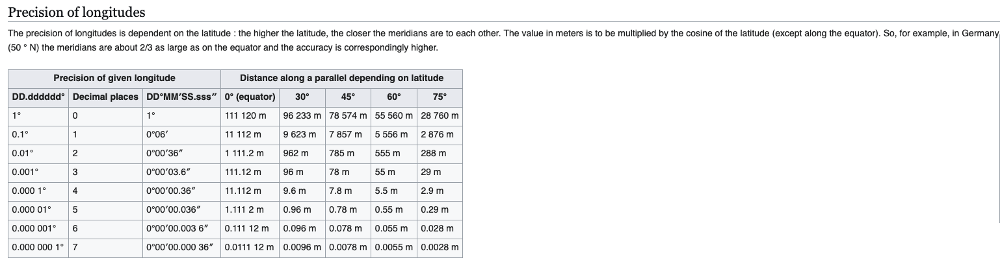 Precision of longitudes
The precision of longitudes is dependent on the latitude : the higher the latitude, the closer the meridians are to each other. The value in meters is to be multiplied by the cosine of the latitude (except along the equator). So, for example, in Germany
(50 ° N) the meridians are about 2/3 as large as on the equator and the accuracy is correspondingly higher.
Precision of given longitude Distance along a parallel depending on latitude
DD.dddddd° Decimal places DD°MM′SS.sss″ 0° (equator) 30° 45° 60° 75°
1° 0 1° 111 120 m 96 233 m 78 574 m 55 560 m 28 760 m
0.1° 1 0°06′ 11 112 m 9 623 m 7 857 m 5 556 m 2 876 m
0.01° 2 0°00′36″ 1 111.2 m 962 m 785 m 555 m 288 m
0.001° 3 0°00′03.6″ 111.12 m 96 m 78 m 55 m 29 m
0.000 1° 4 0°00′00.36″ 11.112 m 9.6 m 7.8 m 5.5 m 2.9 m
0.000 01° 5 0°00′00.036″ 1.111 2 m 0.96 m 0.78 m 0.55 m 0.29 m
0.000 001° 6 0°00′00.003 6″ 0.111 12 m 0.096 m 0.078 m 0.055 m 0.028 m
0.000 000 1° 7 0°00′00.000 36″ 0.0111 12 m 0.0096 m 0.0078 m 0.0055 m 0.0028 m